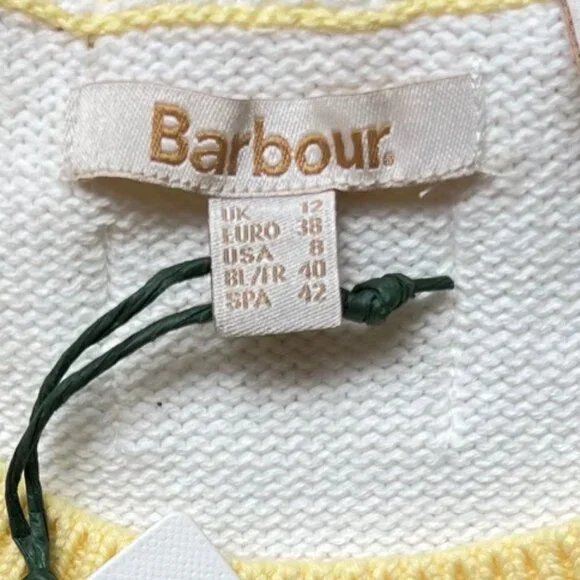 Barbour.
UK 12
EURO 38
USA 8
BL/FR 40
SPA 42